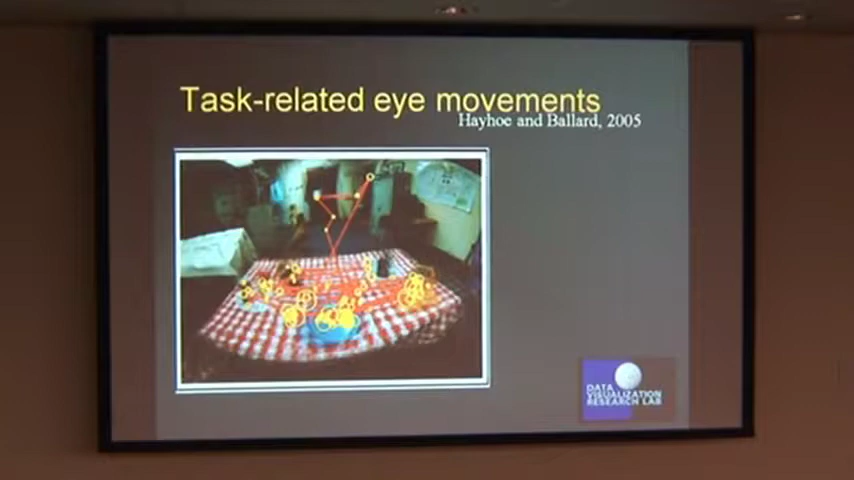 Task-related eye movements
Hayhoe and Ballard, 2005
DATA
VISUALIZATION
RESEARCH LAB